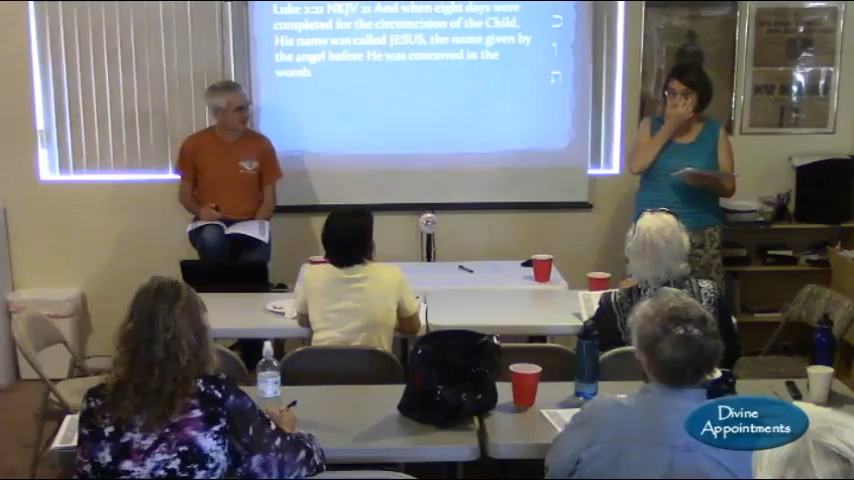 Luke 2:21 NKJV 21 And when eight days were
completed for the circumcision of the Child,
His name was called JESUS, the name given by
the angel before He was conceived in the
womb.
כ
ו
ת
Divine
Appointments